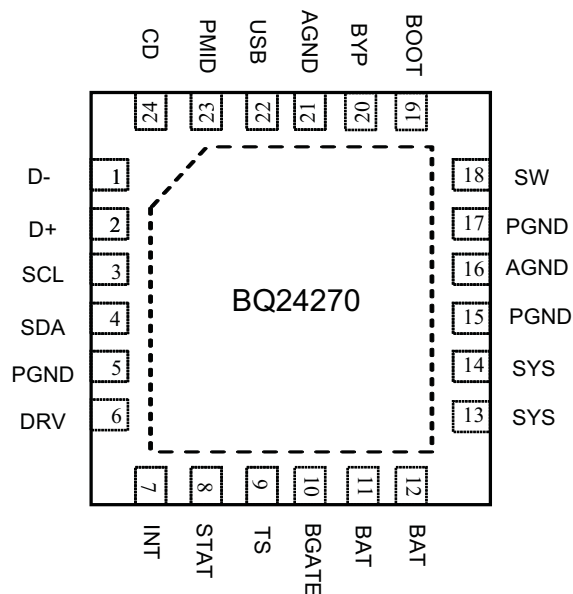 CD PMID USB AGND BYP BOOT
24 23 22 21 20 19
D- 1 18 SW
D+ 2 17 PGND
SCL 3 16 AGND
BQ24270
SDA 4 15 PGND
PGND 5 14 SYS
DRV 6 13 SYS
7 8 9 10 11 12
INT STAT TS BGATE BAT BAT